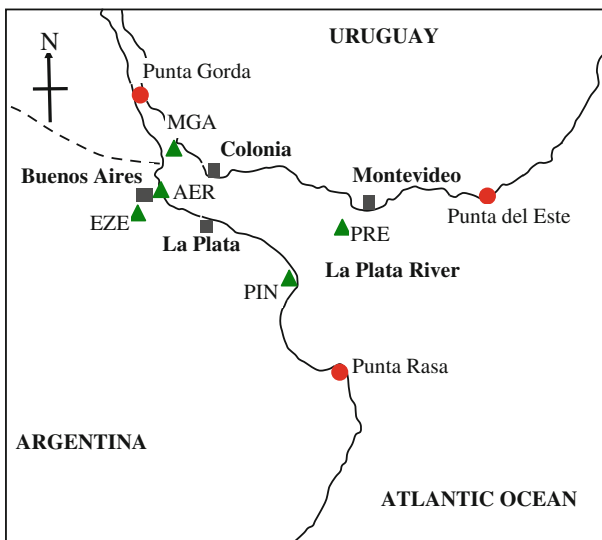 URUGUAY
N
Punta Gorda
MGA
Colonia
Buenos Aires
AER
Montevideo
EZE
La Plata
PRE
Punta del Este
La Plata River
PIN
Punta Rasa
ARGENTINA
ATLANTIC OCEAN